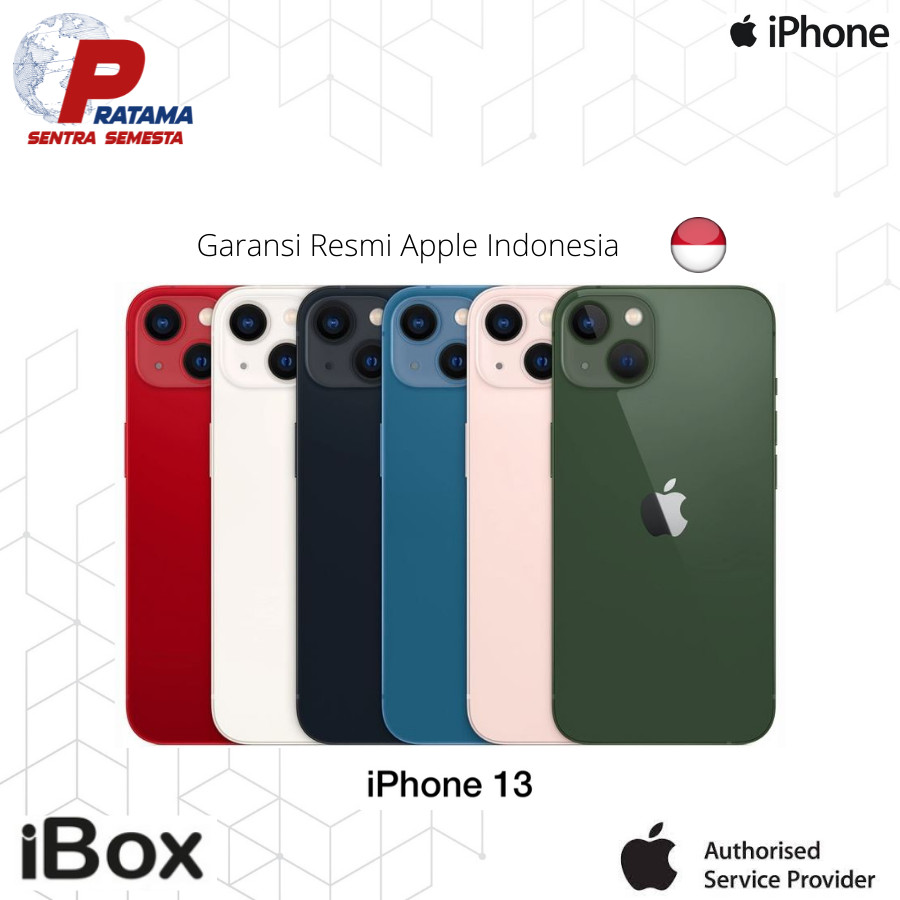 iPhone
PRATAMA
SENTRA SEMESTA
Garansi Resmi Apple Indonesia
iPhone 13
iBox
Authorised
Service Provider